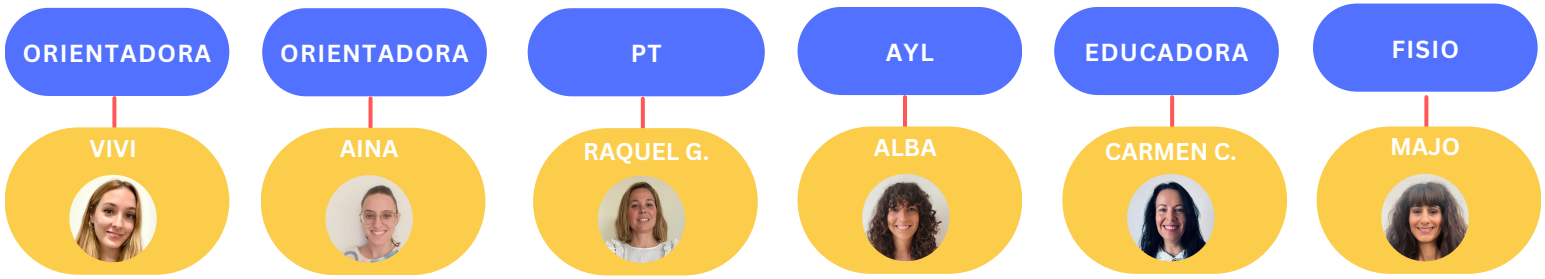 ORIENTADORA
ORIENTADORA
PT
AYL
EDUCADORA
FISIO
VIVI
AINA
RAQUEL G.
ALBA
CARMEN C.
MAJO